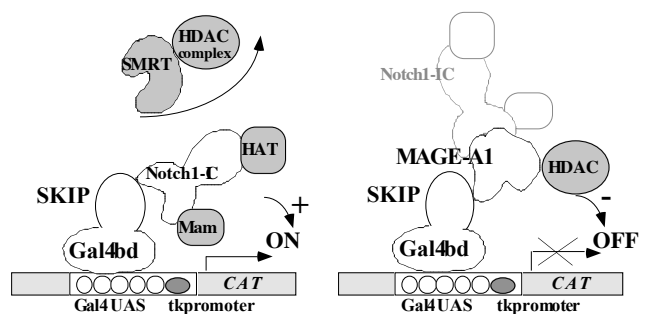 HDAC
complex
SMRT
HAT
Notch1-IC
SKIP
Mam
+
Gal4bd
ON
CAT
Gal4 UAS tkpromoter
Notch1-IC
MAGE-A1
HDAC
SKIP
-
Gal4bd
OFF
CAT
Gal4 UAS tkpromoter